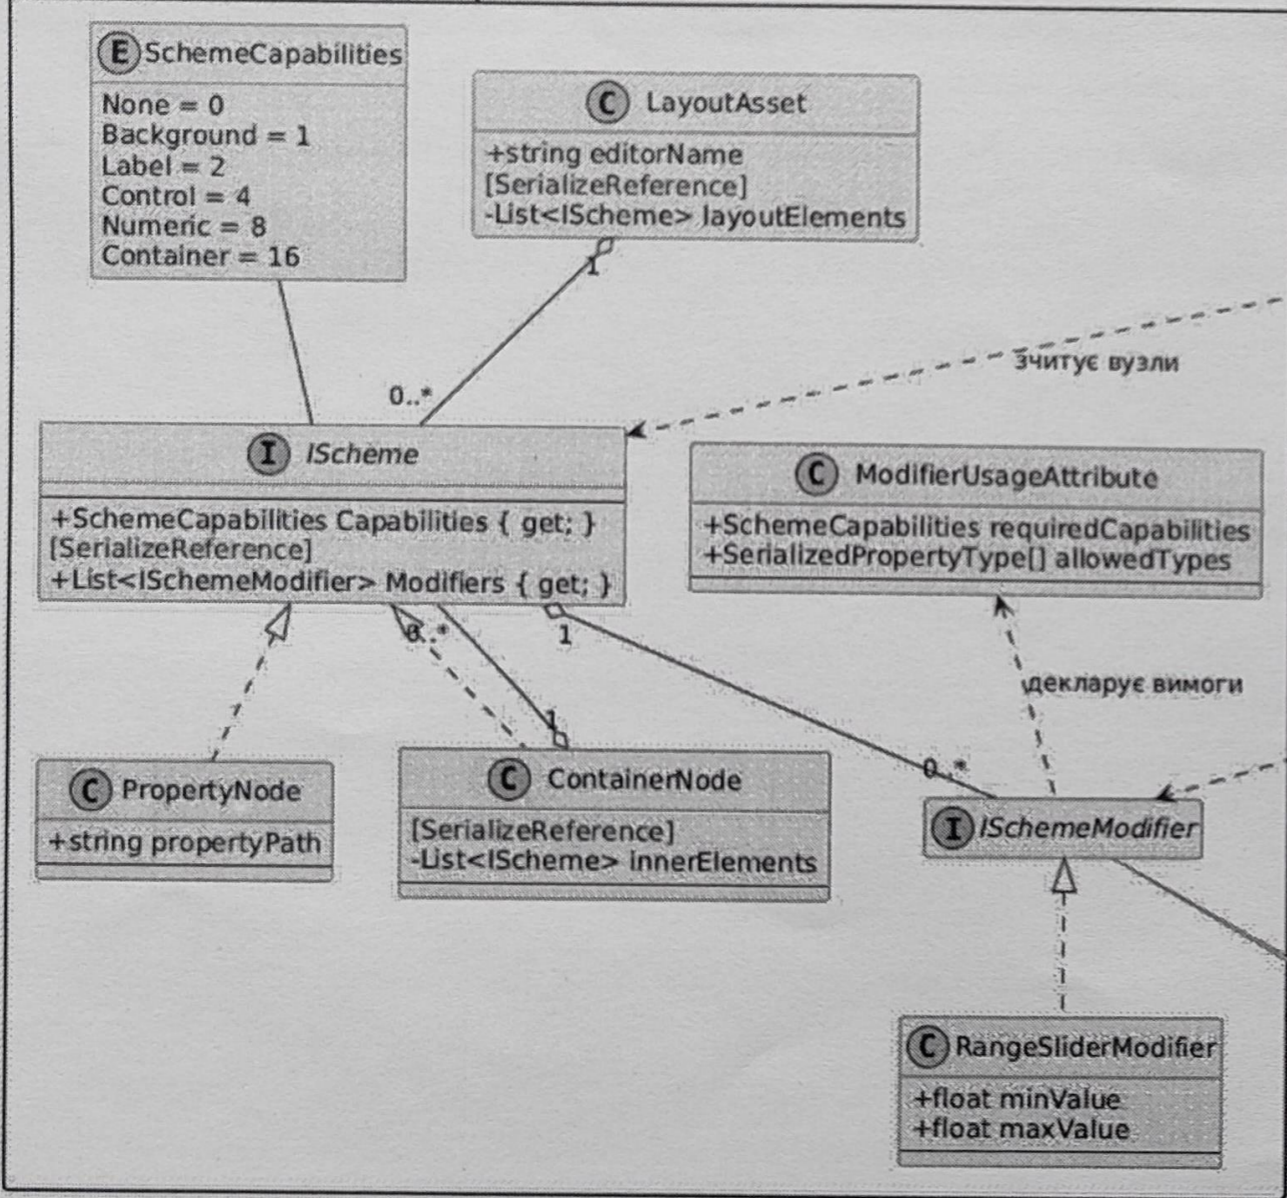 E SchemeCapabilities
None = 0
Background = 1
Label = 2
Control = 4
Numeric = 8
Container = 16
C LayoutAsset
+string editorName
[SerializeReference]
-List<IScheme> layoutElements
1
0..*
зчитує вузли
I IScheme
+SchemeCapabilities Capabilities { get; }
[SerializeReference]
+List<ISchemeModifier> Modifiers { get; }
C ModifierUsageAttribute
+SchemeCapabilities requiredCapabilities
+SerializedPropertyType[] allowedTypes
0..*
1
декларує вимоги
1
0..*
C PropertyNode
+string propertyPath
C ContainerNode
[SerializeReference]
-List<IScheme> innerElements
I ISchemeModifier
C RangeSliderModifier
+float minValue
+float maxValue